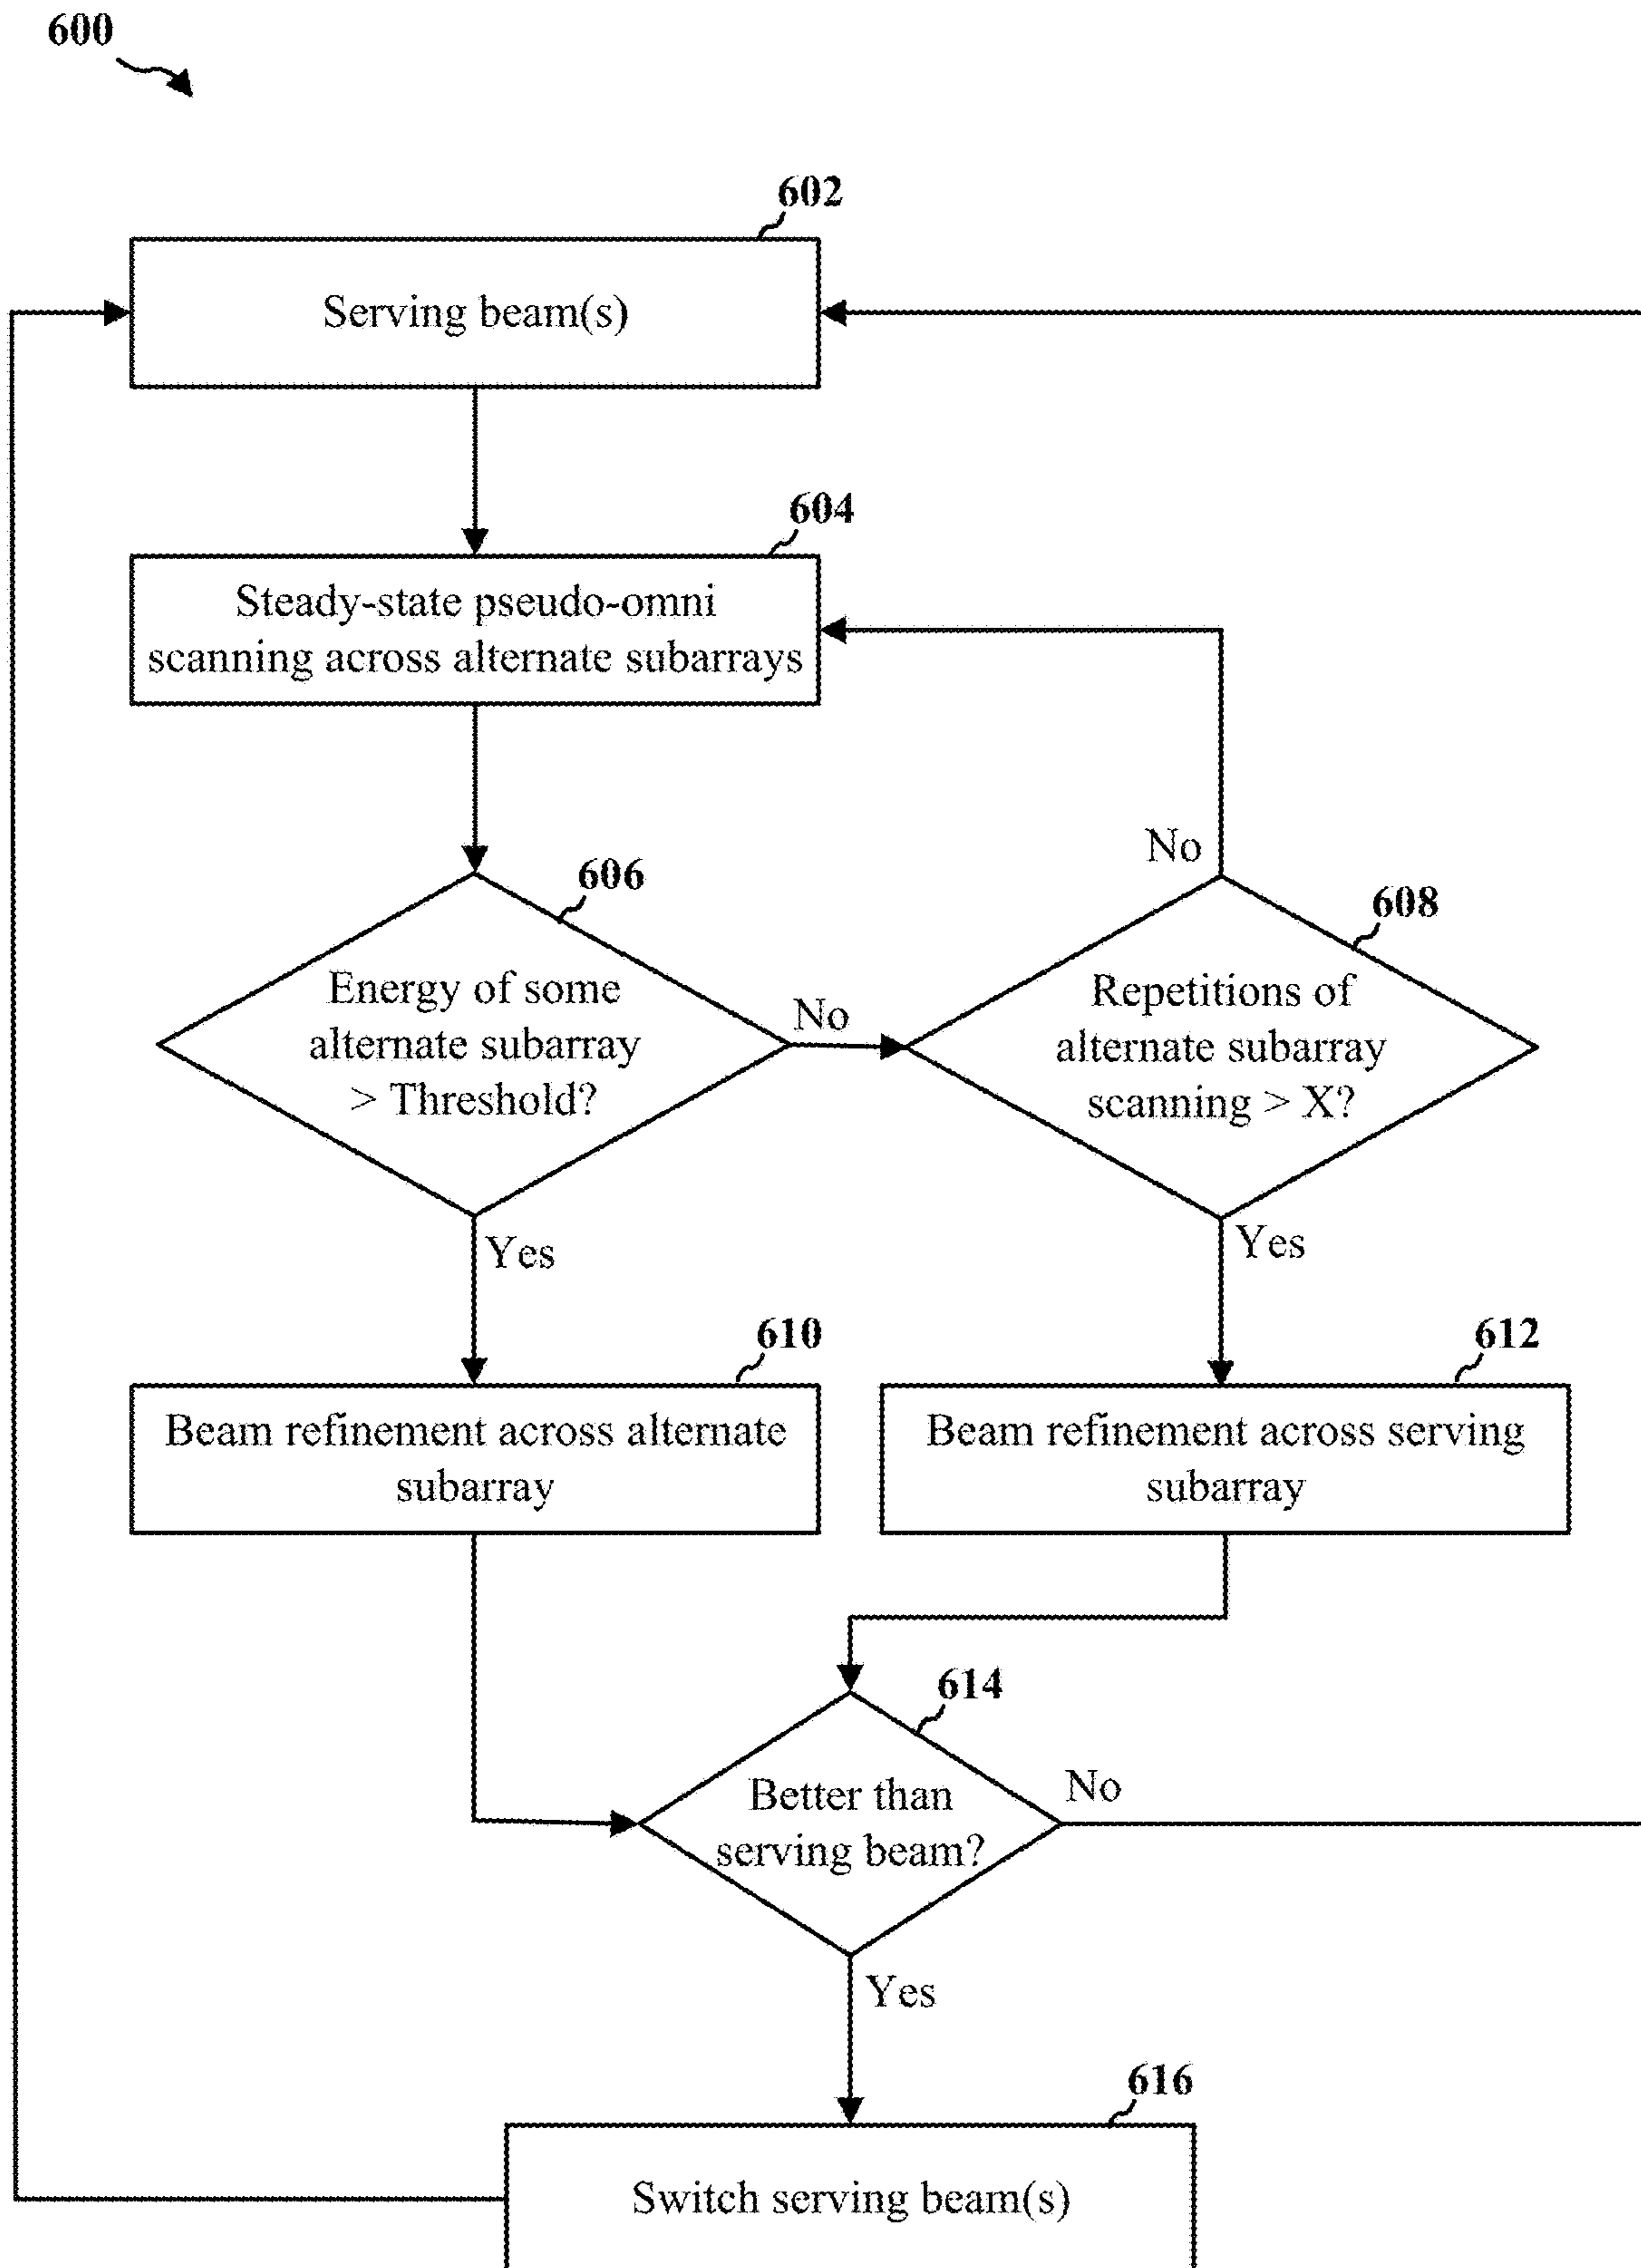 600
602
Serving beam(s)
604
Steady-state pseudo-omni
scanning across alternate subarrays
606
Energy of some
alternate subarray
> Threshold?
No
No
608
Repetitions of
alternate subarray
scanning > X?
Yes
Yes
610
Beam refinement across alternate
subarray
612
Beam refinement across serving
subarray
614
Better than
serving beam?
No
Yes
616
Switch serving beam(s)